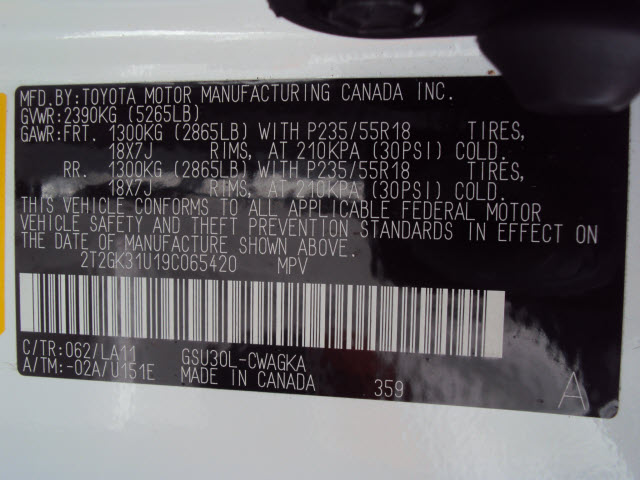 MFD.BY:TOYOTA MOTOR MANUFACTURING CANADA INC.
GVWR:2390KG (5265LB)
GAWR:FRT. 1300KG (2865LB) WITH P235/55R18 TIRES,
18X7J RIMS, AT 210KPA (30PSI) COLD.
RR. 1300KG (2865LB) WITH P235/55R18 TIRES,
18X7J RIMS, AT 210KPA (30PSI) COLD.
THIS VEHICLE CONFORMS TO ALL APPLICABLE FEDERAL MOTOR
VEHICLE SAFETY AND THEFT PREVENTION STANDARDS IN EFFECT ON
THE DATE OF MANUFACTURE SHOWN ABOVE.
2T2GK31U19C065420 MPV
C/TR:062/LA11 GSU30L-CWAGKA
A/TM:-02A/U151E MADE IN CANADA 359 A